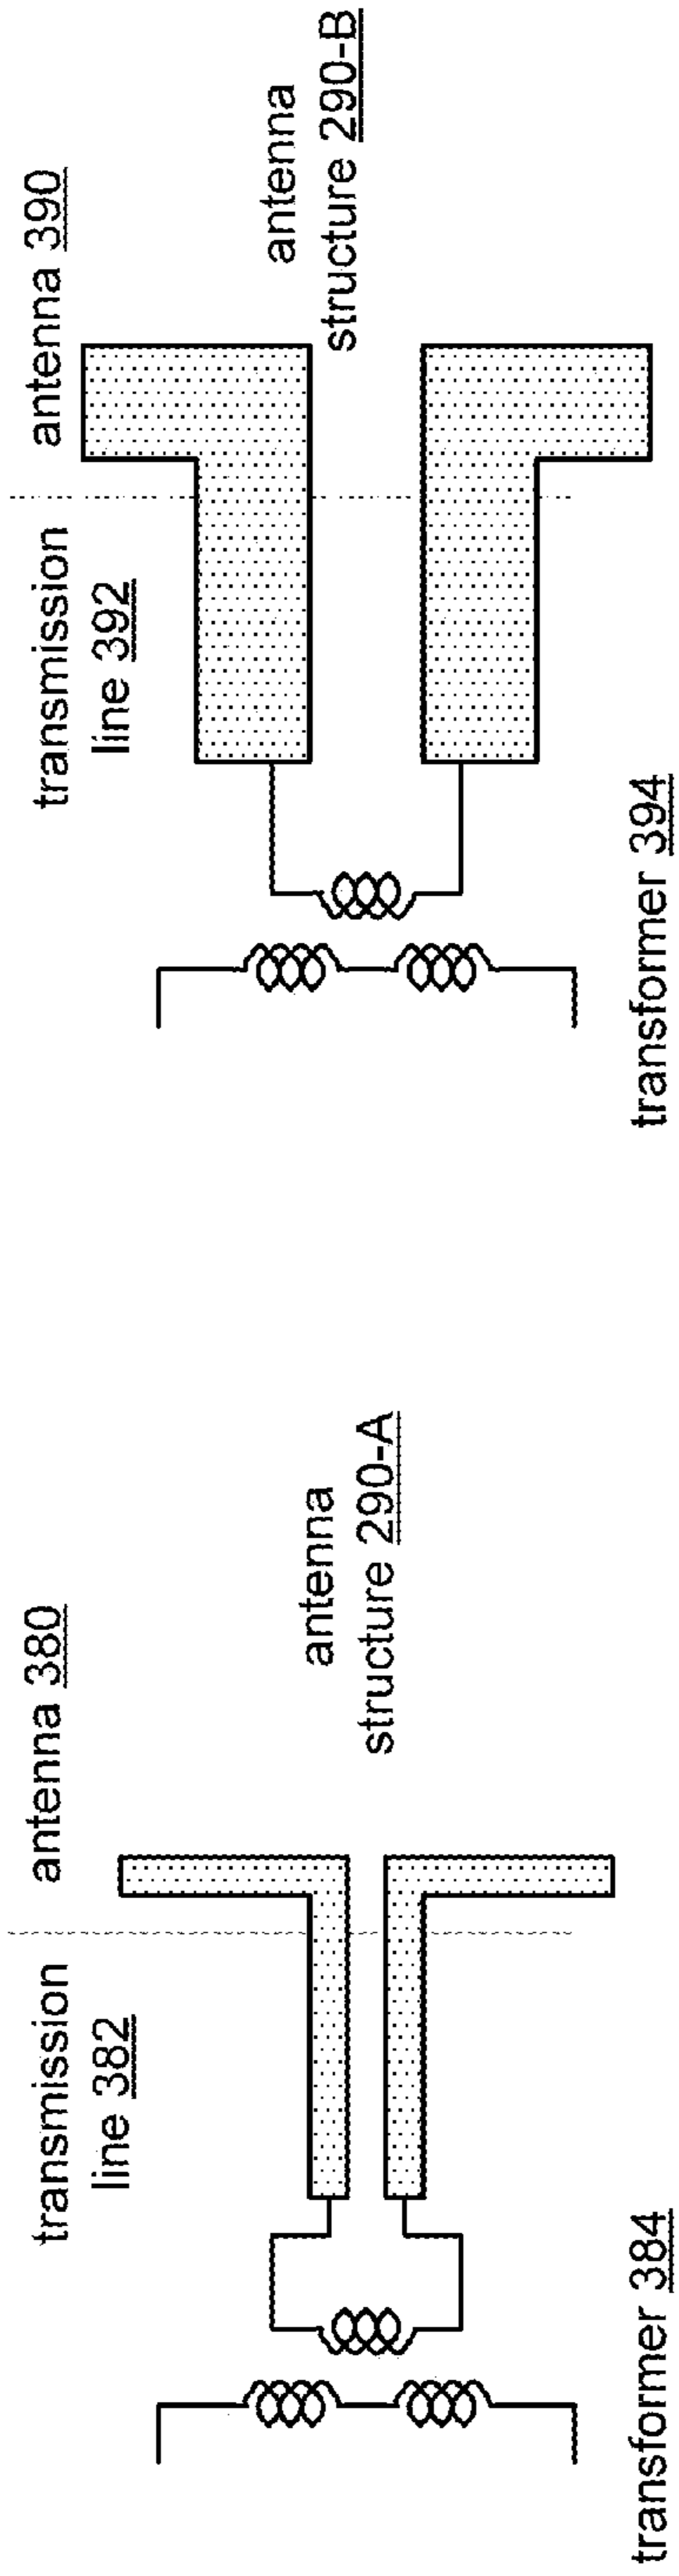 transmission
line 382
antenna 380
antenna
structure 290-A
transformer 384
transmission
line 392
antenna 390
antenna
structure 290-B
transformer 394